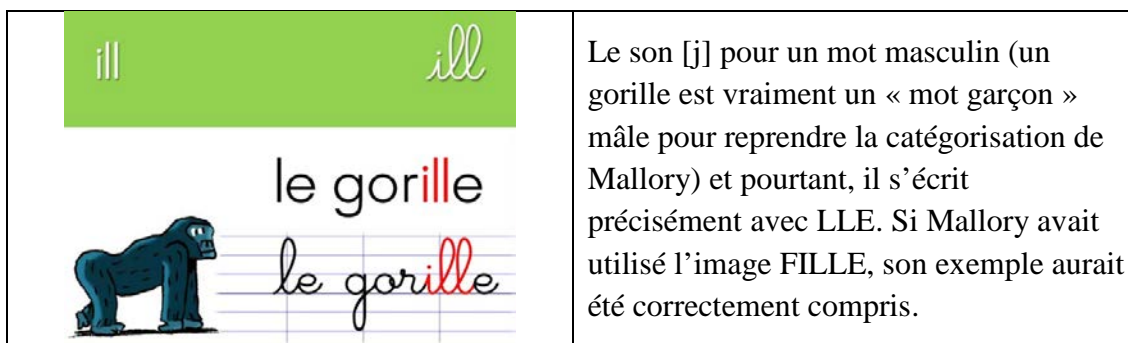 ill ill
le gorille
le gorille
Le son [j] pour un mot masculin (un
gorille est vraiment un « mot garçon »
mâle pour reprendre la catégorisation de
Mallory) et pourtant, il s’écrit
précisément avec LLE. Si Mallory avait
utilisé l’image FILLE, son exemple aurait
été correctement compris.